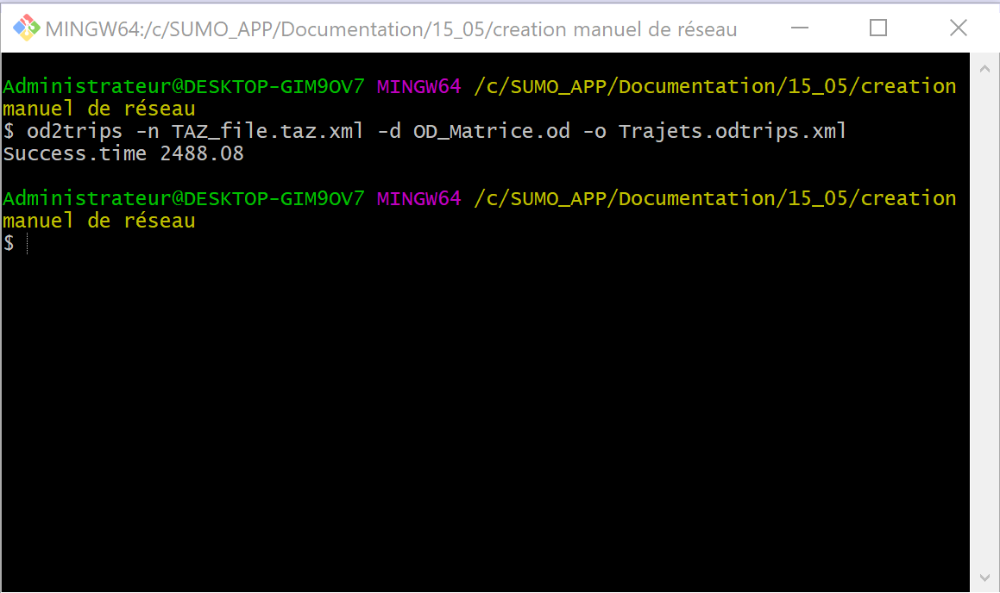 MINGW64:/c/SUMO_APP/Documentation/15_05/creation manuel de réseau
Administrateur@DESKTOP-GIM9OV7 MINGW64 /c/SUMO_APP/Documentation/15_05/creation
manuel de réseau
$ od2trips -n TAZ_file.taz.xml -d OD_Matrice.od -o Trajets.odtrips.xml
Success.time 2488.08
Administrateur@DESKTOP-GIM9OV7 MINGW64 /c/SUMO_APP/Documentation/15_05/creation
manuel de réseau
$